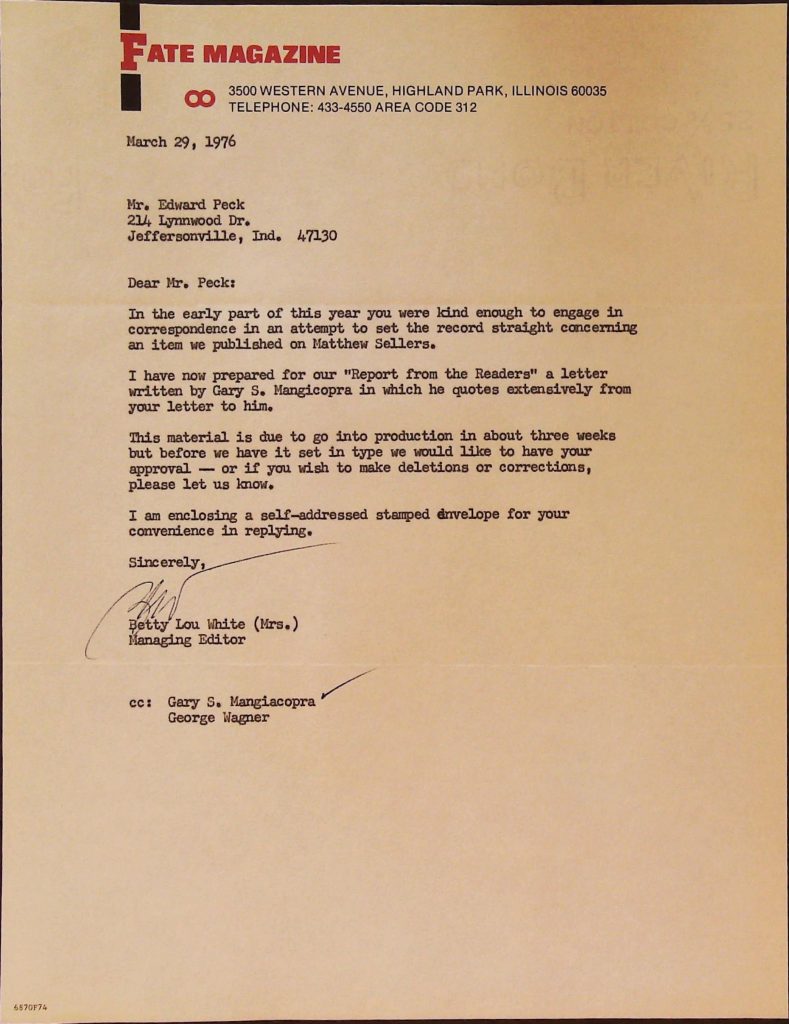 FATE MAGAZINE
3500 WESTERN AVENUE, HIGHLAND PARK, ILLINOIS 60035
TELEPHONE: 433-4550 AREA CODE 312
March 29, 1976
Mr. Edward Peck
214 Lynnwood Dr.
Jeffersonville, Ind. 47130
Dear Mr. Peck:
In the early part of this year you were kind enough to engage in
correspondence in an attempt to set the record straight concerning
an item we published on Matthew Sellers.
I have now prepared for our "Report from the Readers" a letter
written by Gary S. Mangicopra in which he quotes extensively from
your letter to him.
This material is due to go into production in about three weeks
but before we have it set in type we would like to have your
approval — or if you wish to make deletions or corrections,
please let us know.
I am enclosing a self-addressed stamped envelope for your
convenience in replying.
Sincerely,
Betty Lou White (Mrs.)
Managing Editor
cc: Gary S. Mangiacopra
George Wagner
6870F74